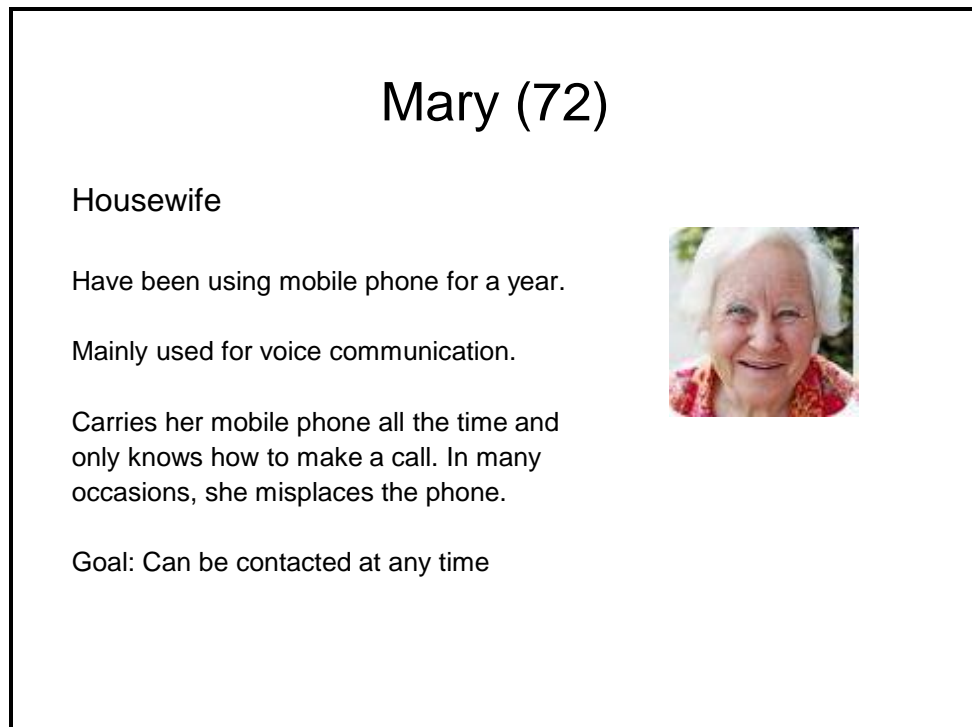 Mary (72)
Housewife
Have been using mobile phone for a year.
Mainly used for voice communication.
Carries her mobile phone all the time and
only knows how to make a call. In many
occasions, she misplaces the phone.
Goal: Can be contacted at any time